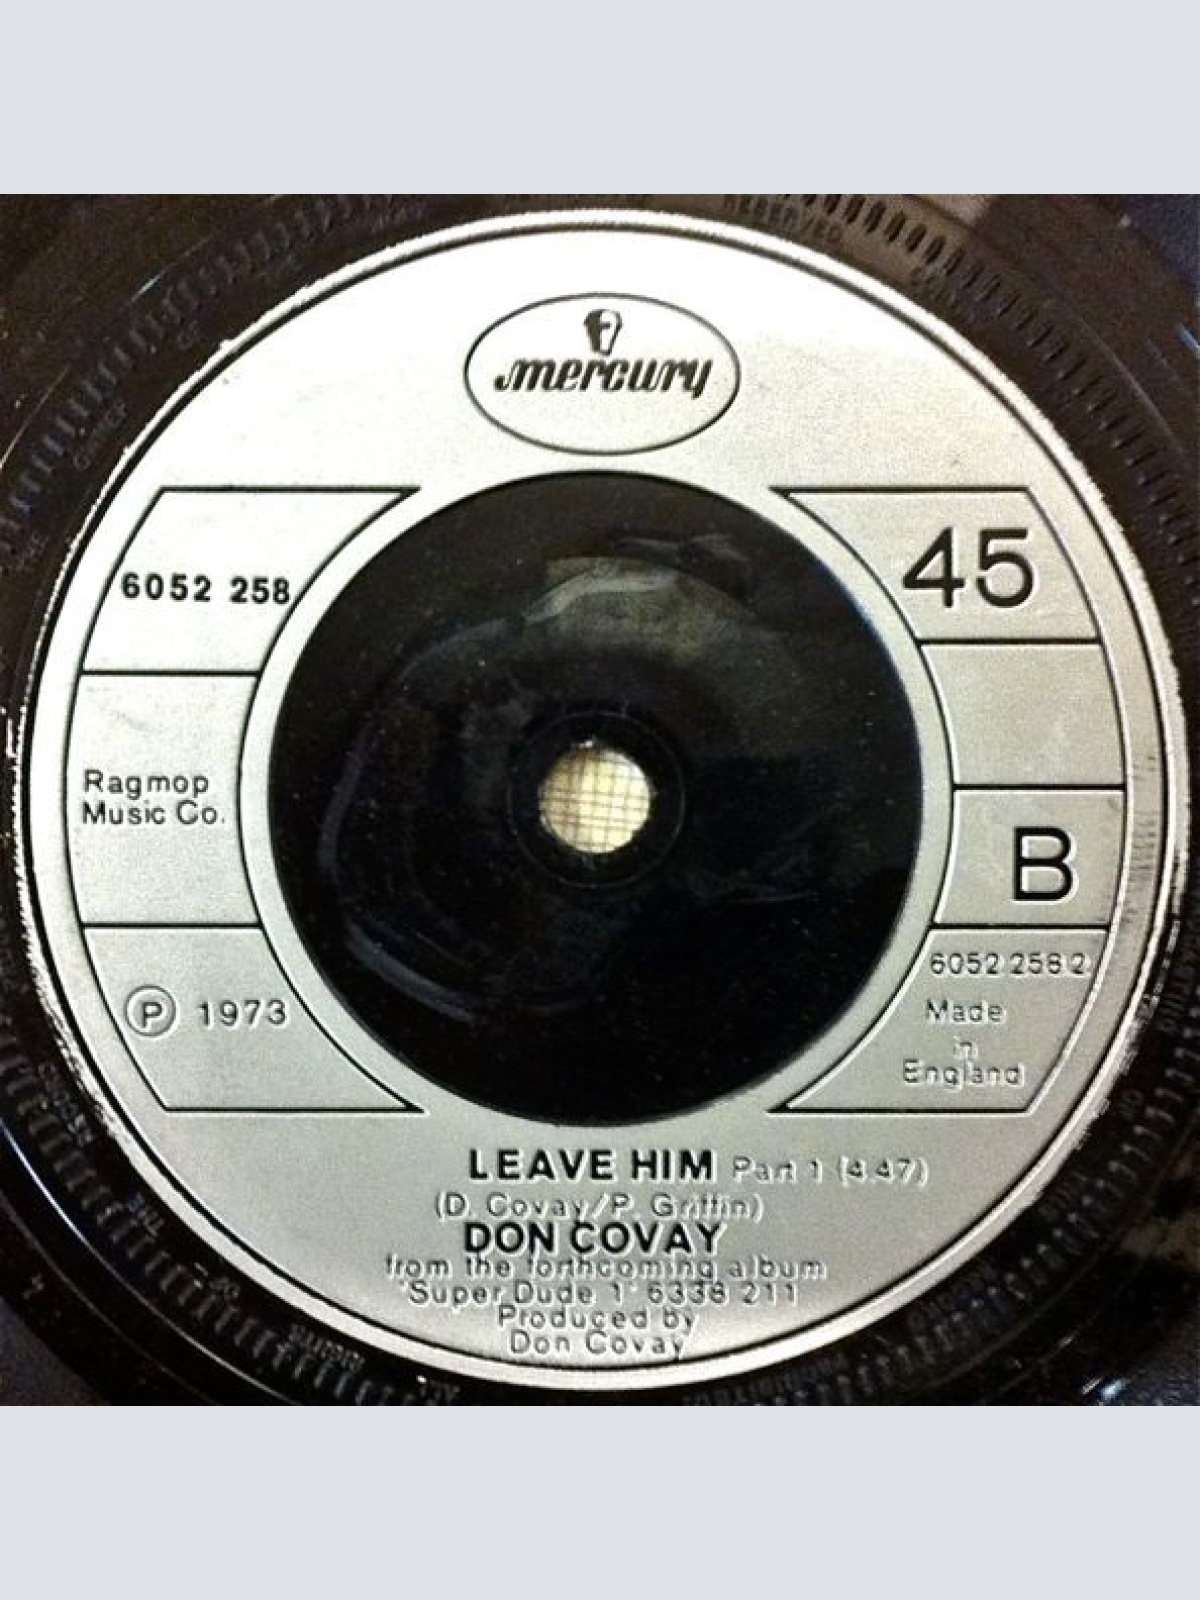 RESERVED
mercury
6052 258
45
Ragmop
Music Co.
B
Ⓟ 1973
6052 258 2
Made
in
England
LEAVE HIM Part 1 (4.47)
(D. Covay/P. Griffin)
DON COVAY
from the forthcoming album
'Super Dude 1' 6338 211
Produced by
Don Covay